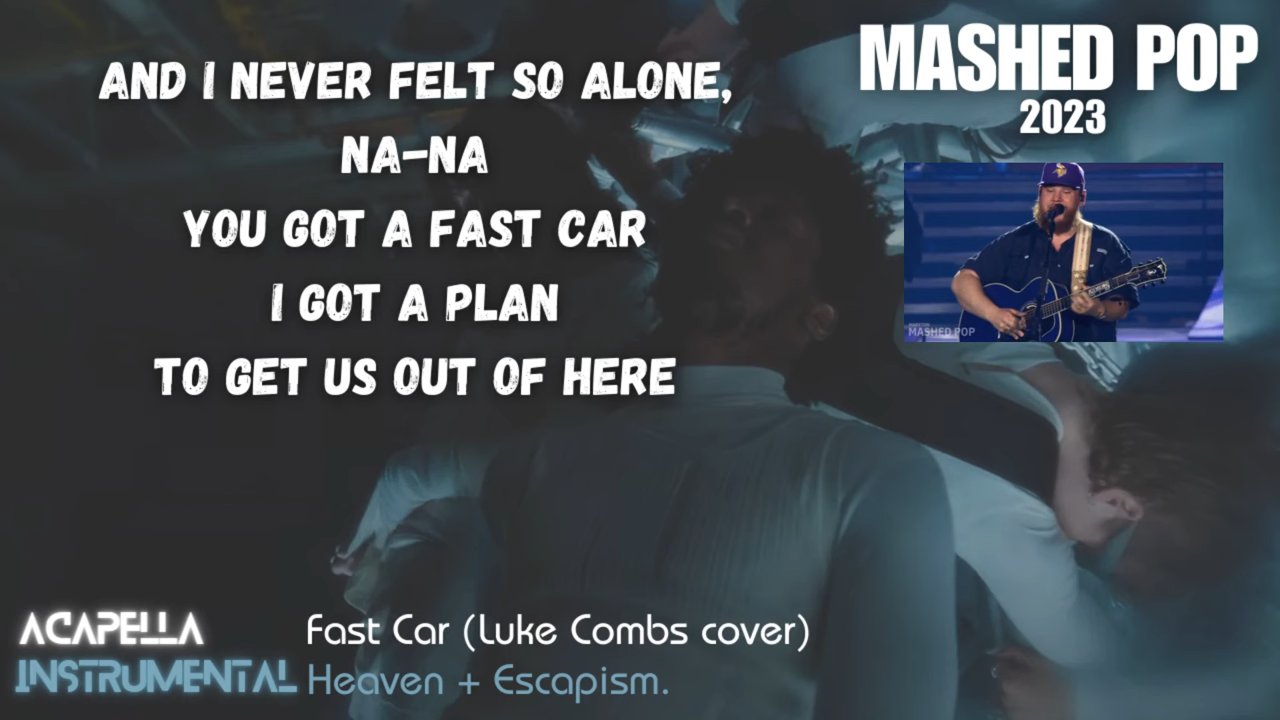 AND I NEVER FELT SO ALONE,
NA-NA
YOU GOT A FAST CAR
I GOT A PLAN
TO GET US OUT OF HERE
MASHED POP
2023
MASHED POP
ACAPELLA Fast Car (Luke Combs cover)
INSTRUMENTAL Heaven + Escapism.